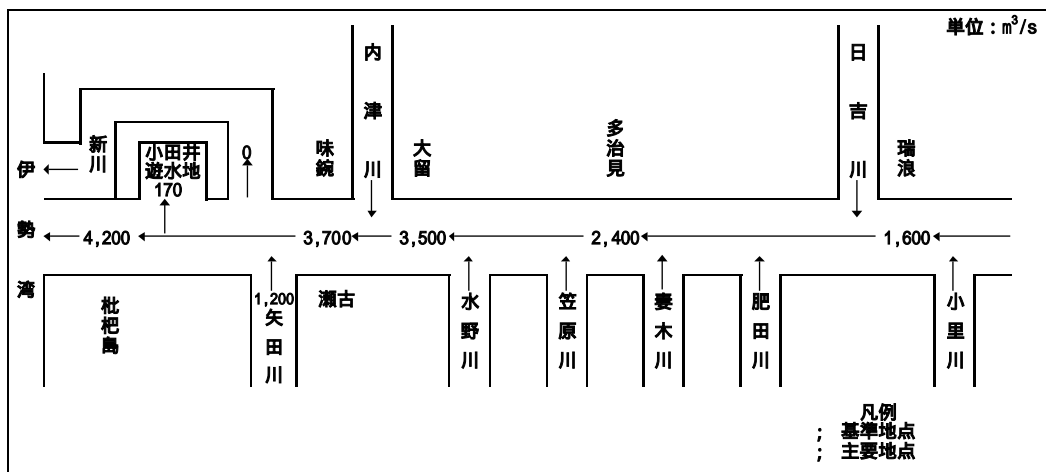 単位：m³/s
内津川
日吉川
新川
小田井
遊水地
170
0
味鋺
大留
多治見
瑞浪
伊勢湾
4,200
3,700
3,500
2,400
1,600
枇杷島
1,200
矢田川
瀬古
水野川
笠原川
妻木川
肥田川
小里川
凡例
; 基準地点
; 主要地点